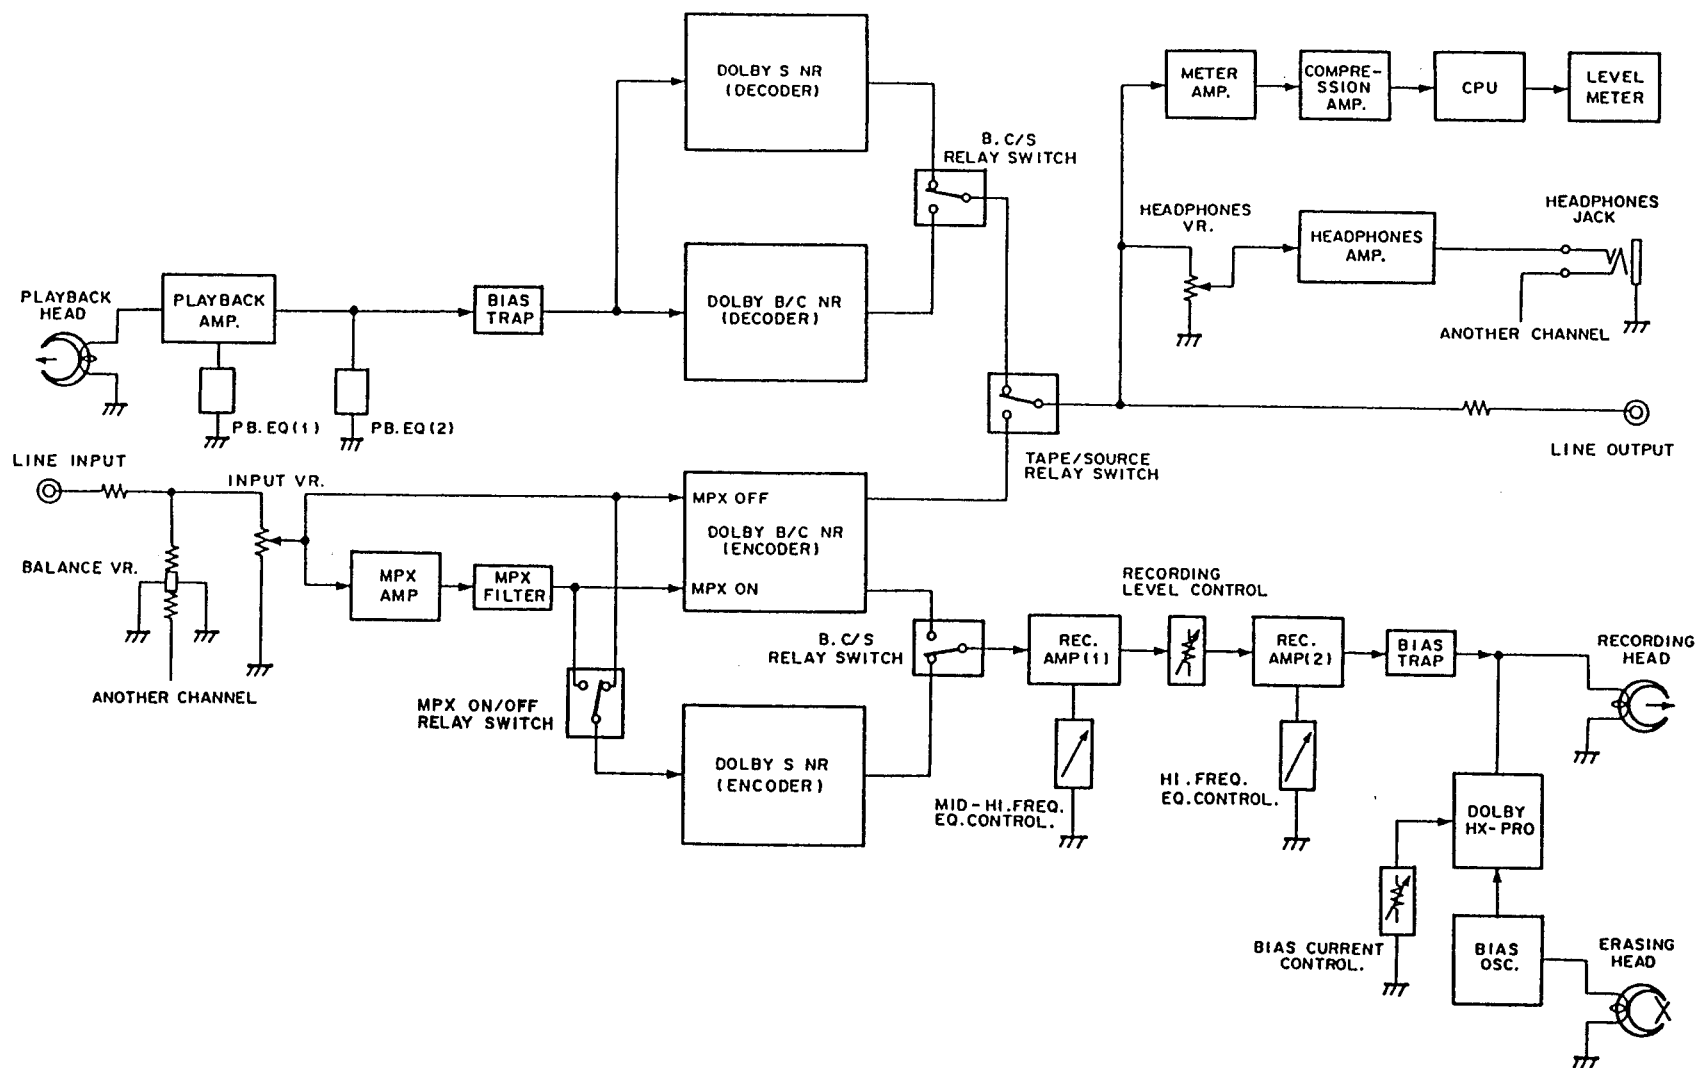 DOLBY S NR
(DECODER)
METER
AMP.
COMPRE-
SSION
AMP.
CPU
LEVEL
METER
B.C/S
RELAY SWITCH
HEADPHONES
VR.
HEADPHONES
AMP.
HEADPHONES
JACK
ANOTHER CHANNEL
PLAYBACK
HEAD
PLAYBACK
AMP.
BIAS
TRAP
DOLBY B/C NR
(DECODER)
PB.EQ(1)
PB.EQ(2)
TAPE/SOURCE
RELAY SWITCH
LINE OUTPUT
LINE INPUT
INPUT VR.
BALANCE VR.
ANOTHER CHANNEL
MPX
AMP
MPX
FILTER
MPX OFF
DOLBY B/C NR
(ENCODER)
MPX ON
MPX ON/OFF
RELAY SWITCH
B.C/S
RELAY SWITCH
DOLBY S NR
(ENCODER)
REC.
AMP(1)
RECORDING
LEVEL CONTROL
REC.
AMP(2)
BIAS
TRAP
RECORDING
HEAD
MID-HI.FREQ.
EQ.CONTROL.
HI.FREQ.
EQ.CONTROL.
DOLBY
HX-PRO
BIAS CURRENT
CONTROL.
BIAS
OSC.
ERASING
HEAD